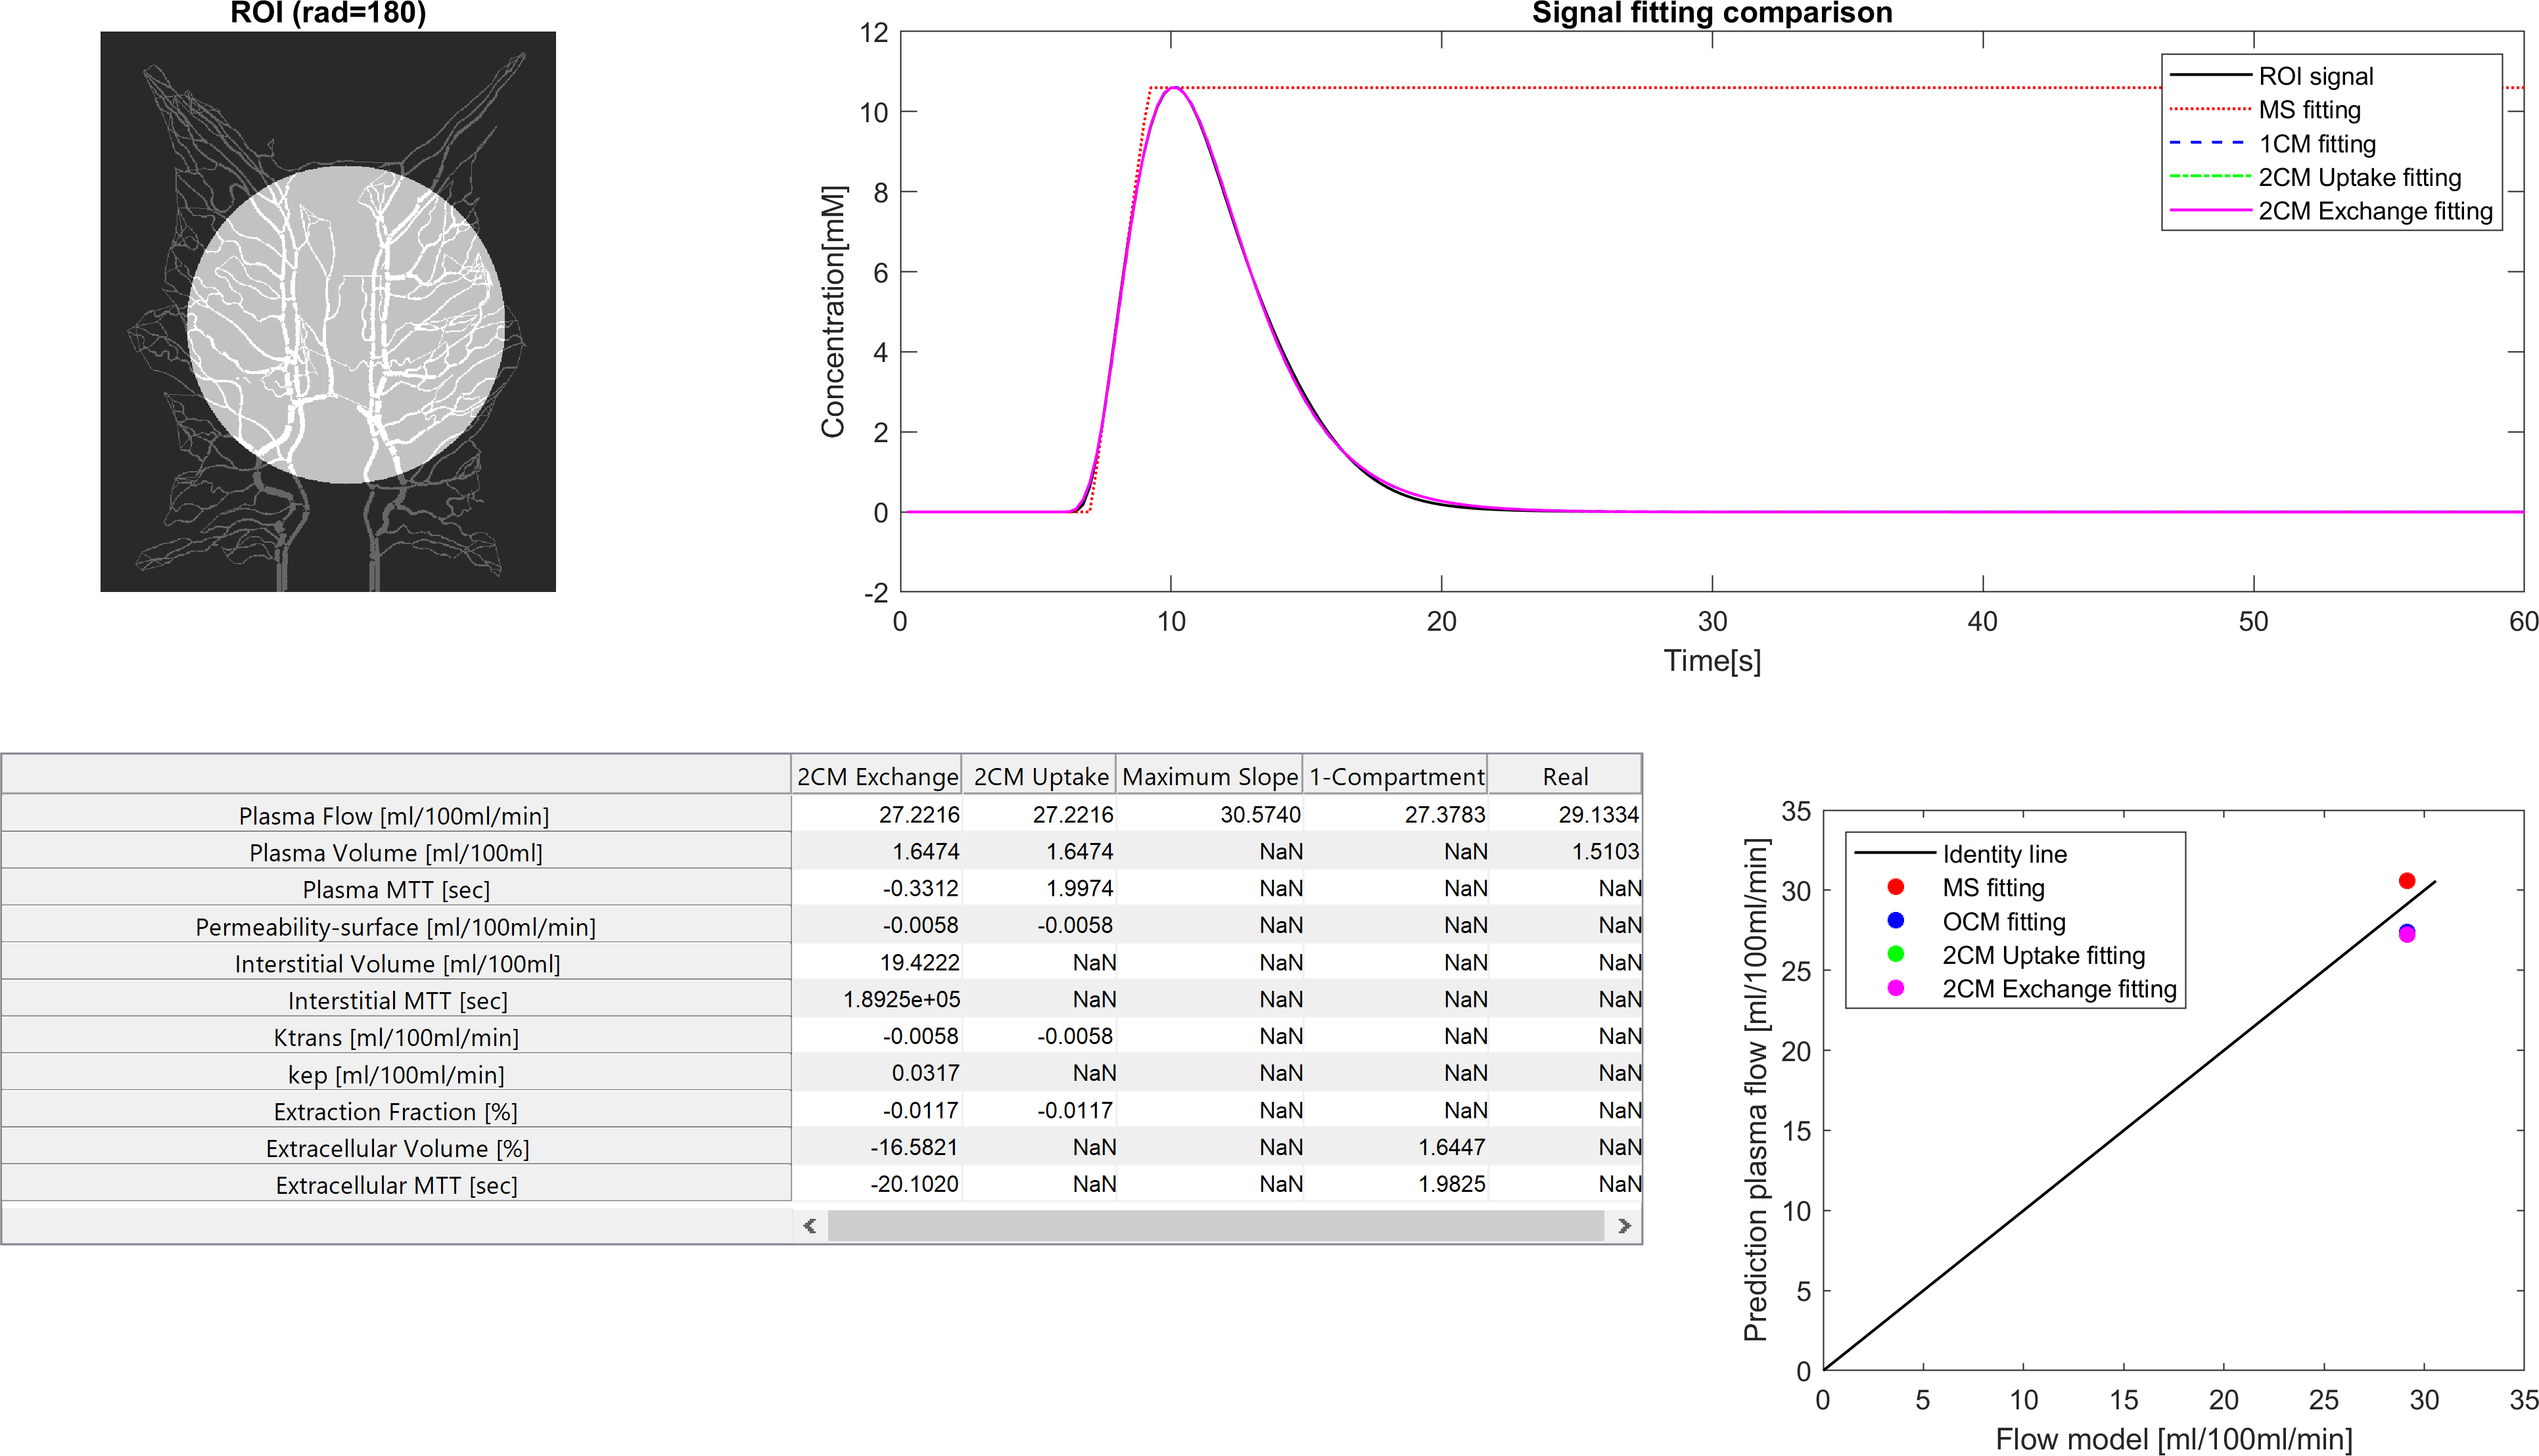 ROI (rad=180)
Signal fitting comparison
12
10
8
6
4
2
0
-2
Concentration[mM]
0 10 20 30 40 50 60
Time[s]
ROI signal
MS fitting
1CM fitting
2CM Uptake fitting
2CM Exchange fitting
2CM Exchange 2CM Uptake Maximum Slope 1-Compartment Real
Plasma Flow [ml/100ml/min] 27.2216 27.2216 30.5740 27.3783 29.1334
Plasma Volume [ml/100ml] 1.6474 1.6474 NaN NaN 1.5103
Plasma MTT [sec] -0.3312 1.9974 NaN NaN NaN
Permeability-surface [ml/100ml/min] -0.0058 -0.0058 NaN NaN NaN
Interstitial Volume [ml/100ml] 19.4222 NaN NaN NaN NaN
Interstitial MTT [sec] 1.8925e+05 NaN NaN NaN NaN
Ktrans [ml/100ml/min] -0.0058 -0.0058 NaN NaN NaN
kep [ml/100ml/min] 0.0317 NaN NaN NaN NaN
Extraction Fraction [%] -0.0117 -0.0117 NaN NaN NaN
Extracellular Volume [%] -16.5821 NaN NaN 1.6447 NaN
Extracellular MTT [sec] -20.1020 NaN NaN 1.9825 NaN
35
30
25
20
15
10
5
0
Prediction plasma flow [ml/100ml/min]
Identity line
MS fitting
OCM fitting
2CM Uptake fitting
2CM Exchange fitting
0 5 10 15 20 25 30 35
Flow model [ml/100ml/min]